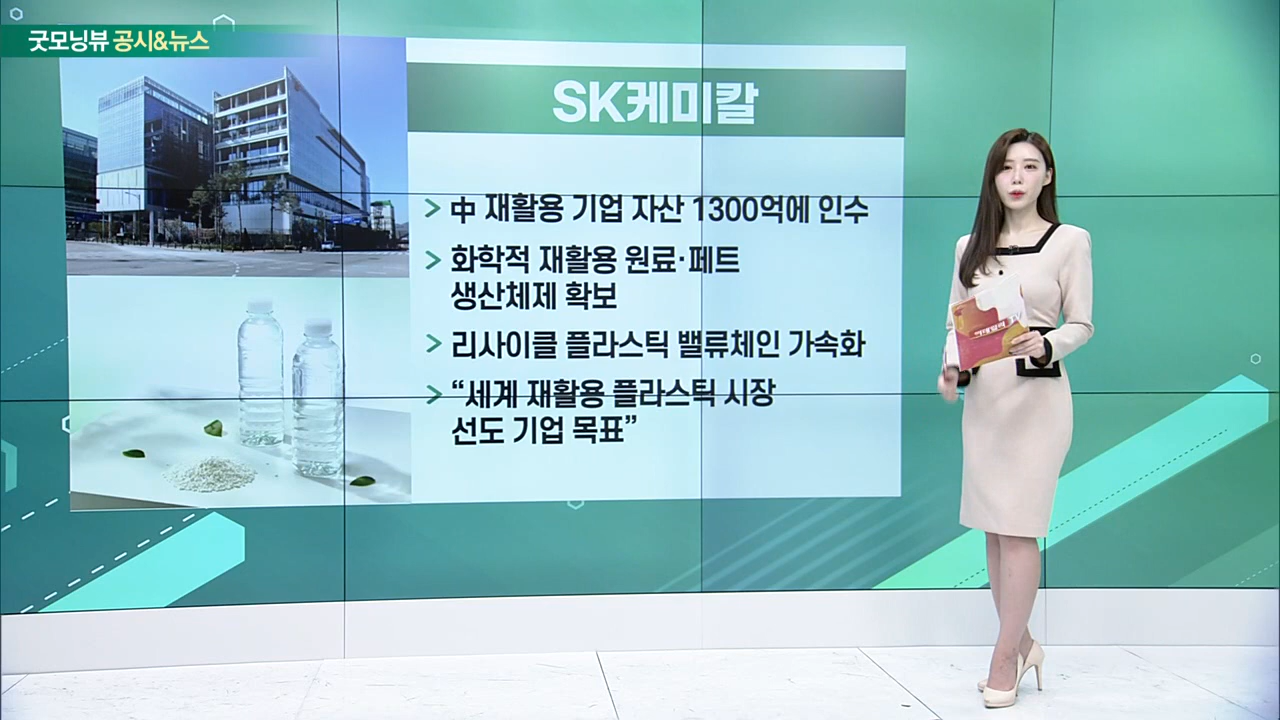 굿모닝뷰 공시&뉴스
SK케미칼
> 中 재활용 기업 자산 1300억에 인수
> 화학적 재활용 원료·페트
생산체제 확보
> 리사이클 플라스틱 밸류체인 가속화
> “세계 재활용 플라스틱 시장
선도 기업 목표”